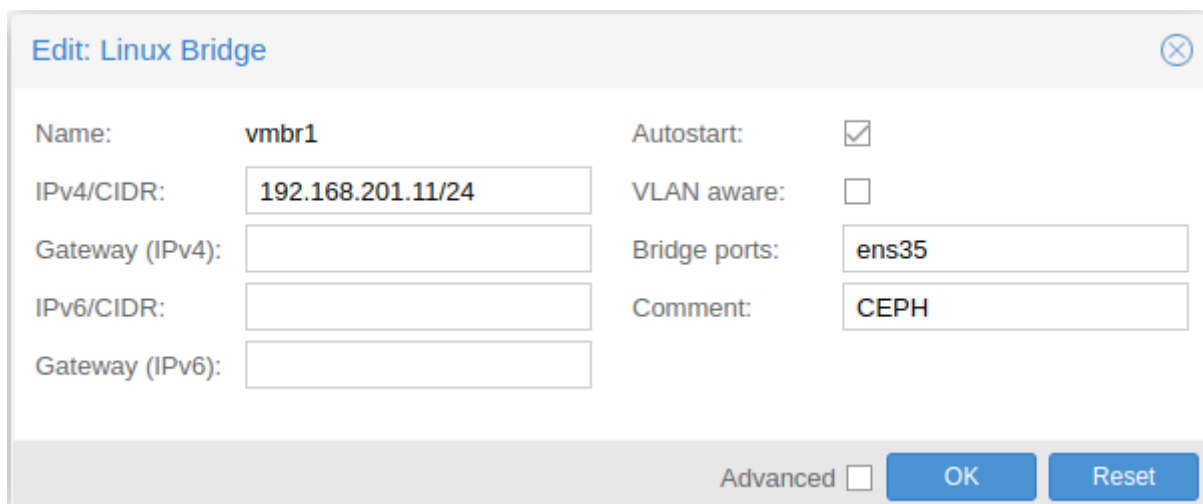 Edit: Linux Bridge
Name: vmbr1
IPv4/CIDR: 192.168.201.11/24
Gateway (IPv4):
IPv6/CIDR:
Gateway (IPv6):
Autostart:
VLAN aware:
Bridge ports: ens35
Comment: CEPH
Advanced OK Reset